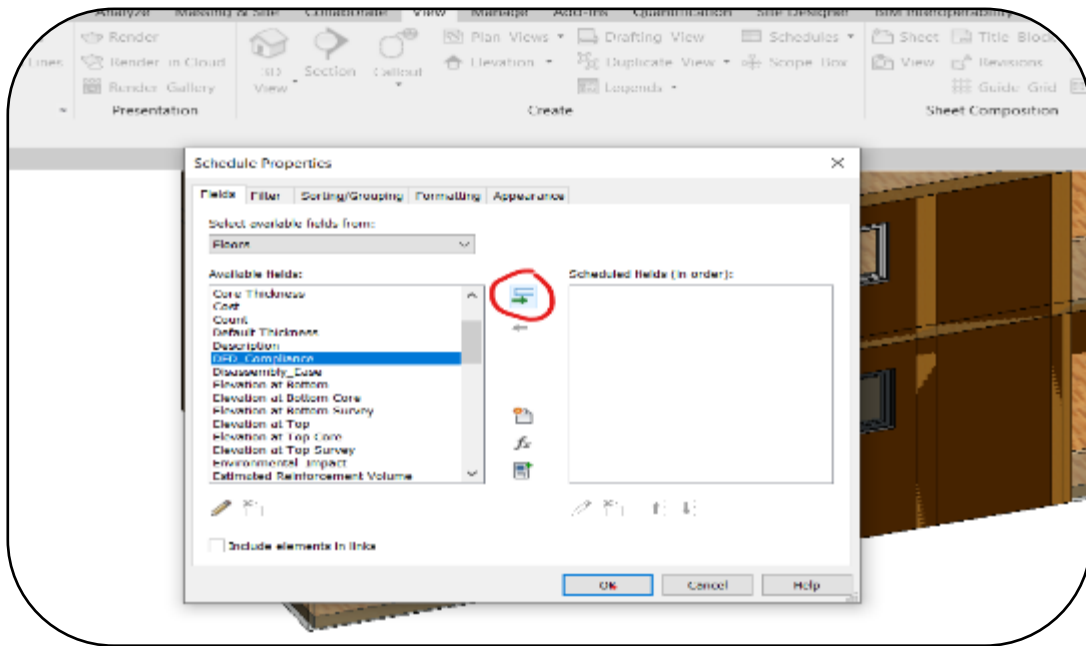 Analyze Massing & Site Collaborate View Manage Add-Ins Quantification Site Designer BIM Interoperability
Render Plan Views Drafting View Schedules Sheet Title Block
Lines Render in Cloud 3D View Section Callout Elevation Duplicate View Scope Box View Revisions
Render Gallery Legends Guide Grid
Presentation Create Sheet Composition
Schedule Properties
Fields Filter Sorting/Grouping Formatting Appearance
Select available fields from:
Floors
Available fields: Scheduled fields (in order):
Core Thickness
Cost
Count
Default Thickness
Description
DFD_Compliance
Disassembly_Ease
Elevation at Bottom
Elevation at Bottom Core
Elevation at Bottom Survey
Elevation at Top
Elevation at Top Core
Elevation at Top Survey
Environmental_Impact
Estimated Reinforcement Volume
fx
Include elements in links
OK Cancel Help